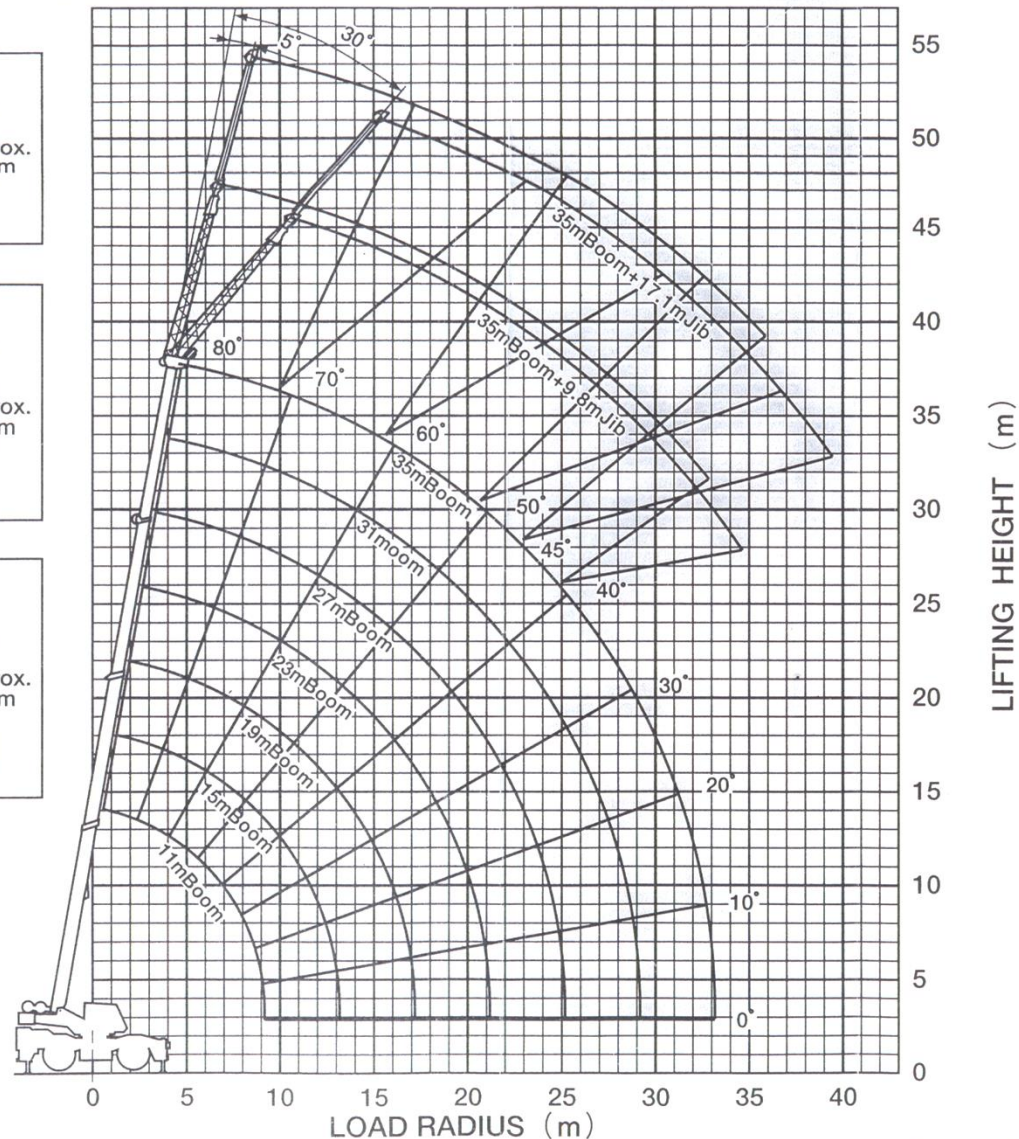 5°
30°
55
ox.
m
50
35mBoom+17.1mJib
45
35mBoom+9.8mJib
40
80°
70°
60°
35mBoom
35
ox.
m
50°
30
31moom
45°
40°
27mBoom
25
23mBoom
30°
20
ox.
m
19mBoom
20°
15
15mBoom
11mBoom
10°
10
5
0°
0
LIFTING HEIGHT (m)
0 5 10 15 20 25 30 35 40
LOAD RADIUS (m)